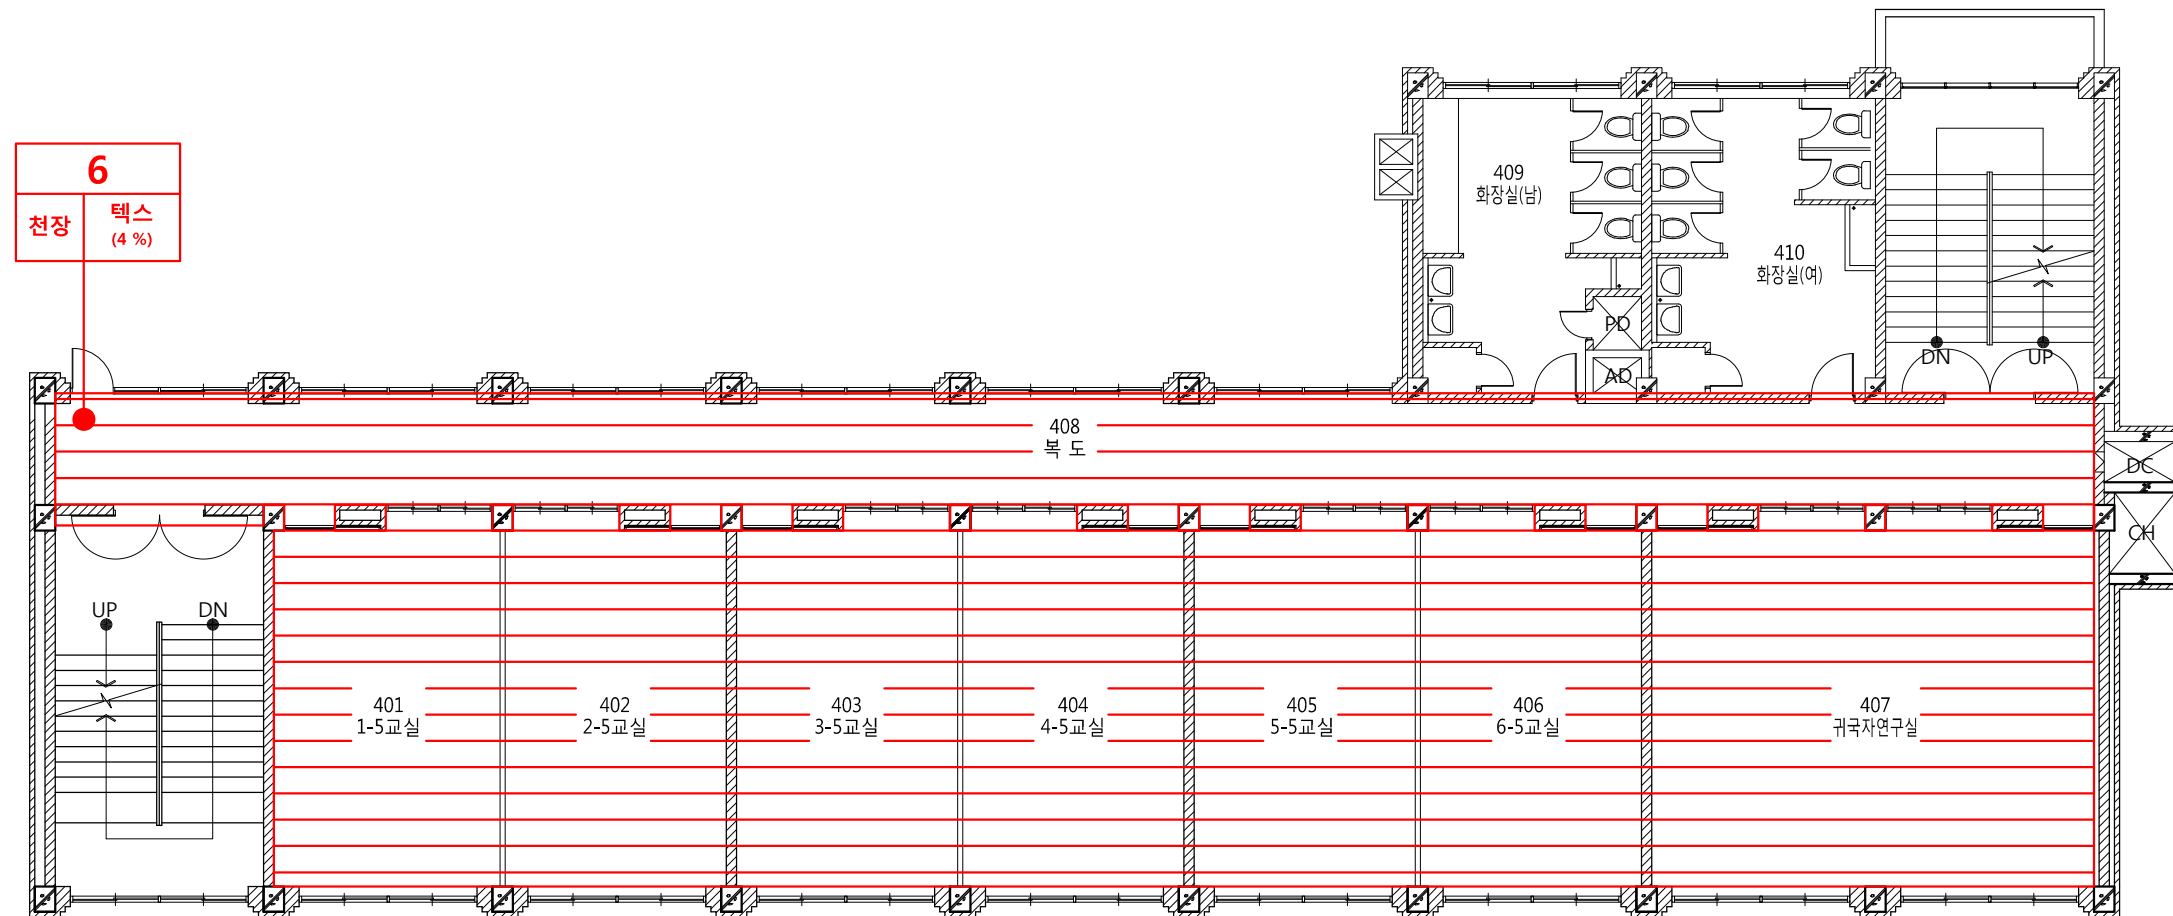 6
천장
텍스
(4 %)
409
화장실(남)
410
화장실(여)
PD
AD
DN
UP
408
복 도
DC
CH
UP
DN
401
1-5교실
402
2-5교실
403
3-5교실
404
4-5교실
405
5-5교실
406
6-5교실
407
귀국자연구실